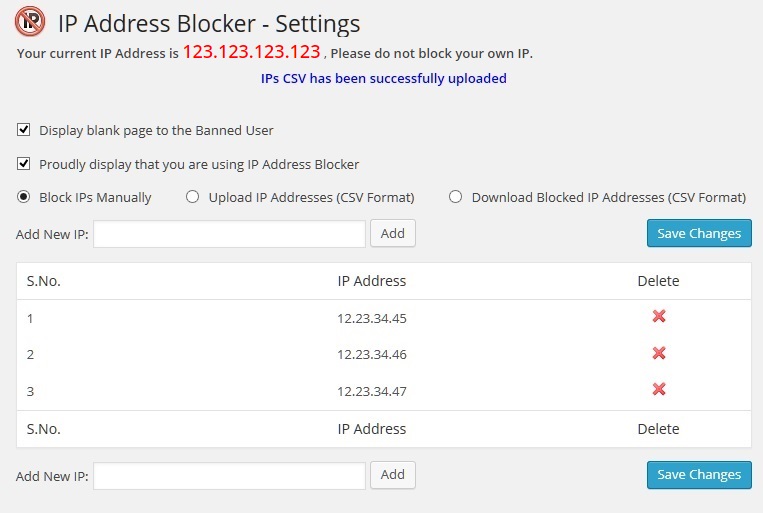 IP
IP Address Blocker - Settings
Your current IP Address is 123.123.123.123 , Please do not block your own IP.
IPs CSV has been successfully uploaded
Display blank page to the Banned User
Proudly display that you are using IP Address Blocker
Block IPs Manually Upload IP Addresses (CSV Format) Download Blocked IP Addresses (CSV Format)
Add New IP: Add Save Changes
S.No. IP Address Delete
1 12.23.34.45
2 12.23.34.46
3 12.23.34.47
S.No. IP Address Delete
Add New IP: Add Save Changes